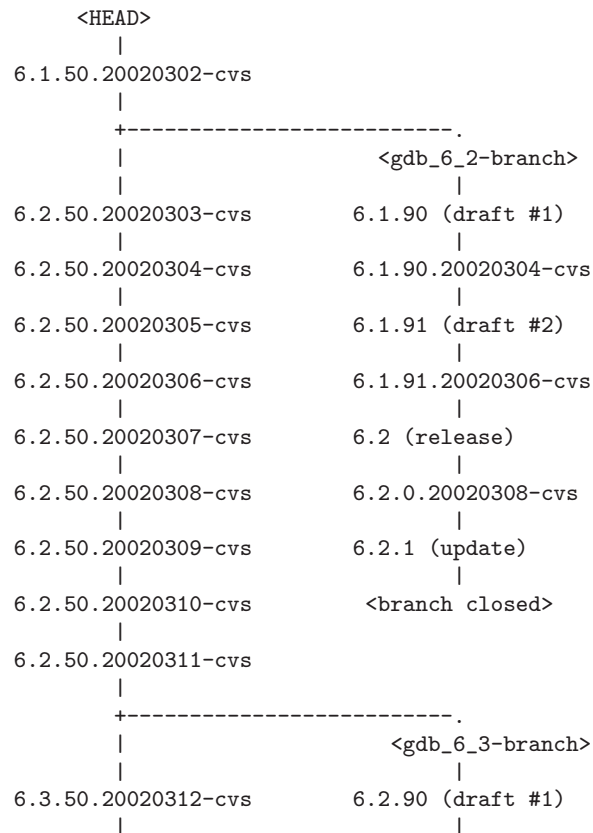 <HEAD>
        |
6.1.50.20020302-cvs
        |
        +--------------------------.
        |                <gdb_6_2-branch>
        |                          |
6.2.50.20020303-cvs        6.1.90 (draft #1)
        |                          |
6.2.50.20020304-cvs        6.1.90.20020304-cvs
        |                          |
6.2.50.20020305-cvs        6.1.91 (draft #2)
        |                          |
6.2.50.20020306-cvs        6.1.91.20020306-cvs
        |                          |
6.2.50.20020307-cvs        6.2 (release)
        |                          |
6.2.50.20020308-cvs        6.2.0.20020308-cvs
        |                          |
6.2.50.20020309-cvs        6.2.1 (update)
        |                          |
6.2.50.20020310-cvs         <branch closed>
        |
6.2.50.20020311-cvs
        |
        +--------------------------.
        |                 <gdb_6_3-branch>
        |                          |
6.3.50.20020312-cvs        6.2.90 (draft #1)
        |                          |